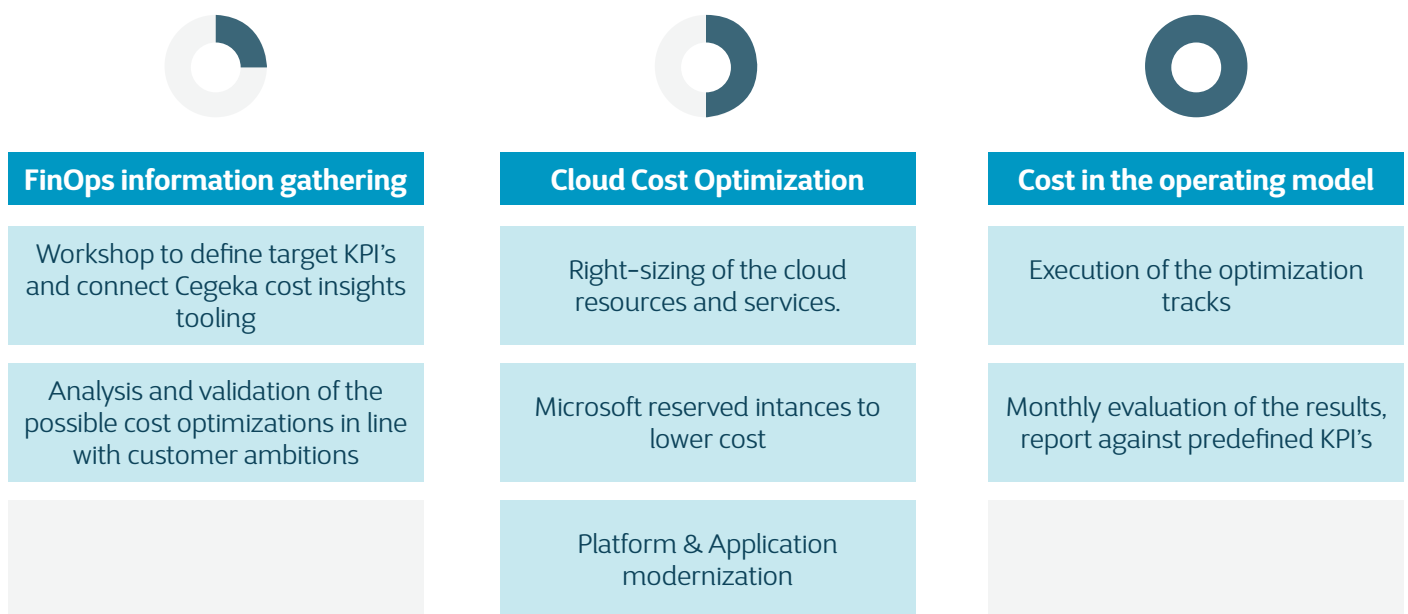 FinOps information gathering
Workshop to define target KPI's
and connect Cegeka cost insights
tooling
Analysis and validation of the
possible cost optimizations in line
with customer ambitions
Cloud Cost Optimization
Right-sizing of the cloud
resources and services.
Microsoft reserved intances to
lower cost
Platform & Application
modernization
Cost in the operating model
Execution of the optimization
tracks
Monthly evaluation of the results,
report against predefined KPI's